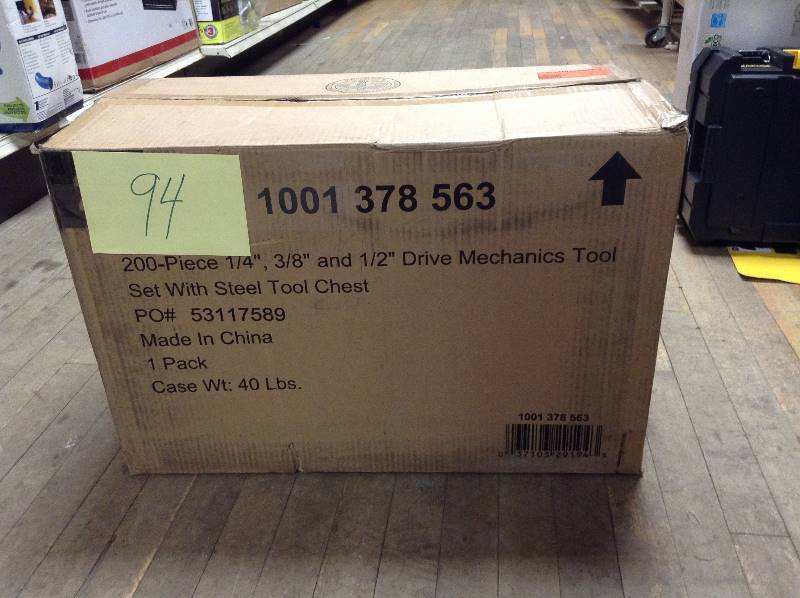 94
1001 378 563
200-Piece 1/4", 3/8" and 1/2" Drive Mechanics Tool
Set With Steel Tool Chest
PO# 53117589
Made In China
1 Pack
Case Wt: 40 Lbs.
1001 378 563